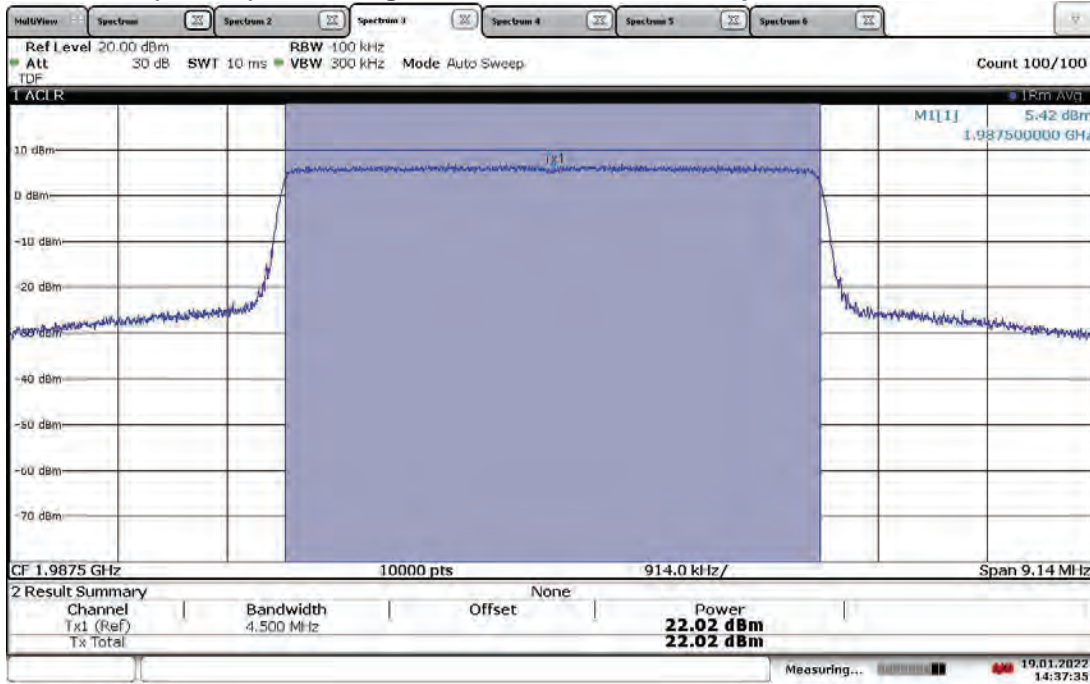 MultiView Spectrum Spectrum 2 Spectrum 3 Spectrum 4 Spectrum 5 Spectrum 6
Ref Level 20.00 dBm RBW 100 kHz
Att 30 dB SWT 10 ms VBW 300 kHz Mode Auto Sweep Count 100/100
TDF
1 ACLR 1Rm Avg
M1[1] 5.42 dBm
1.987500000 GHz
10 dBm
Tx1
0 dBm
-10 dBm
-20 dBm
-30 dBm
-40 dBm
-50 dBm
-60 dBm
-70 dBm
CF 1.9875 GHz 10000 pts 914.0 kHz/ Span 9.14 MHz
2 Result Summary None
Channel Bandwidth Offset Power
Tx1 (Ref) 4.500 MHz 22.02 dBm
Tx Total 22.02 dBm
Measuring... 19.01.2022
14:37:33